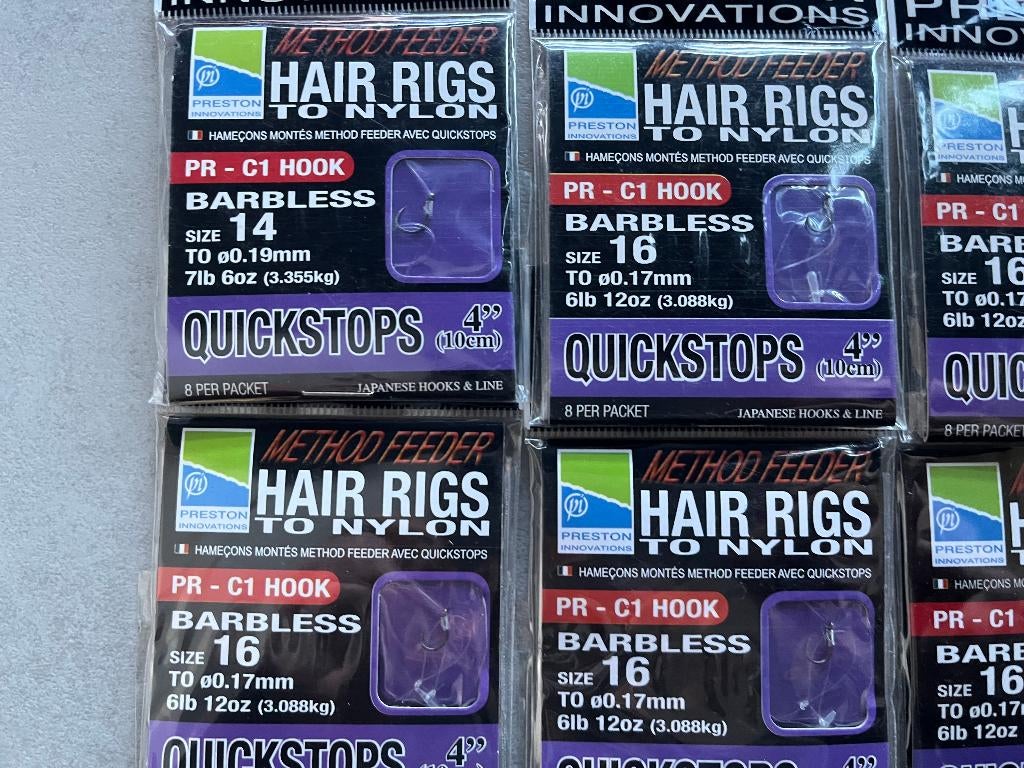 INNOVATIONS
METHOD FEEDER
HAIR RIGS
TO NYLON
PRESTON
INNOVATIONS
HAMEÇONS MONTÉS METHOD FEEDER AVEC QUICKSTOPS
PR - C1 HOOK
BARBLESS
SIZE 14
TO ø0.19mm
7lb 6oz (3.355kg)
QUICKSTOPS 4”
(10cm)
8 PER PACKET JAPANESE HOOKS & LINE
INNOVATIONS
METHOD FEEDER
HAIR RIGS
TO NYLON
PRESTON
INNOVATIONS
HAMEÇONS MONTÉS METHOD FEEDER AVEC QUICKSTOPS
PR - C1 HOOK
BARBLESS
SIZE 16
TO ø0.17mm
6lb 12oz (3.088kg)
QUICKSTOPS 4”
(10cm)
8 PER PACKET JAPANESE HOOKS & LINE
PRESTON
INNOVATIONS
PR - C1
SIZE 16
6lb 12oz
8 PER PACKET
METHOD FEEDER
HAIR RIGS
TO NYLON
PRESTON
INNOVATIONS
HAMEÇONS MONTÉS METHOD FEEDER AVEC QUICKSTOPS
PR - C1 HOOK
BARBLESS
SIZE 16
TO ø0.17mm
6lb 12oz (3.088kg)
QUICKSTOPS 4”
METHOD FEEDER
HAIR RIGS
TO NYLON
PRESTON
INNOVATIONS
HAMEÇONS MONTÉS METHOD FEEDER AVEC QUICKSTOPS
PR - C1 HOOK
BARBLESS
SIZE 16
TO ø0.17mm
6lb 12oz (3.088kg)
QUICKSTOPS 4”
PRESTON
INNOVATIONS
HAMEÇONS
PR - C1
SIZE 16
6lb 12oz